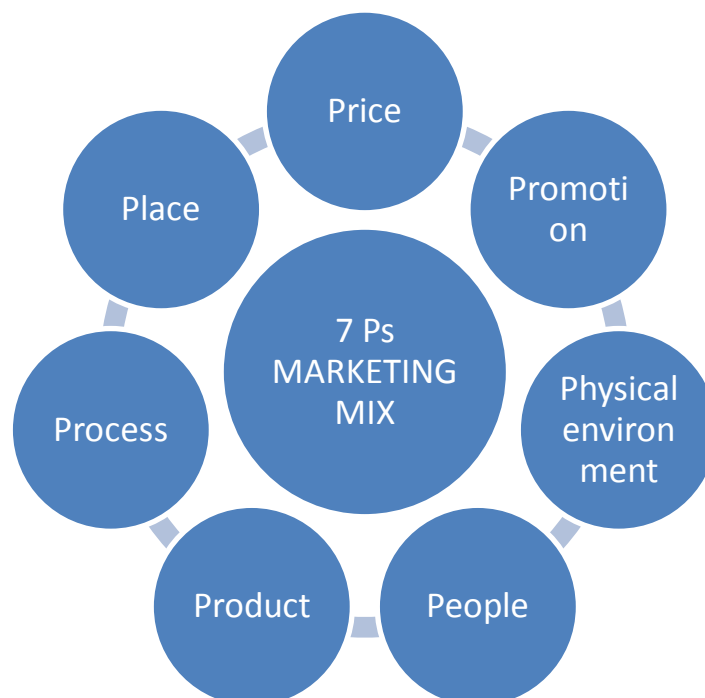 Price
Promoti
on
Place
7 Ps
MARKETING
MIX
Physical
environ
ment
Process
Product
People